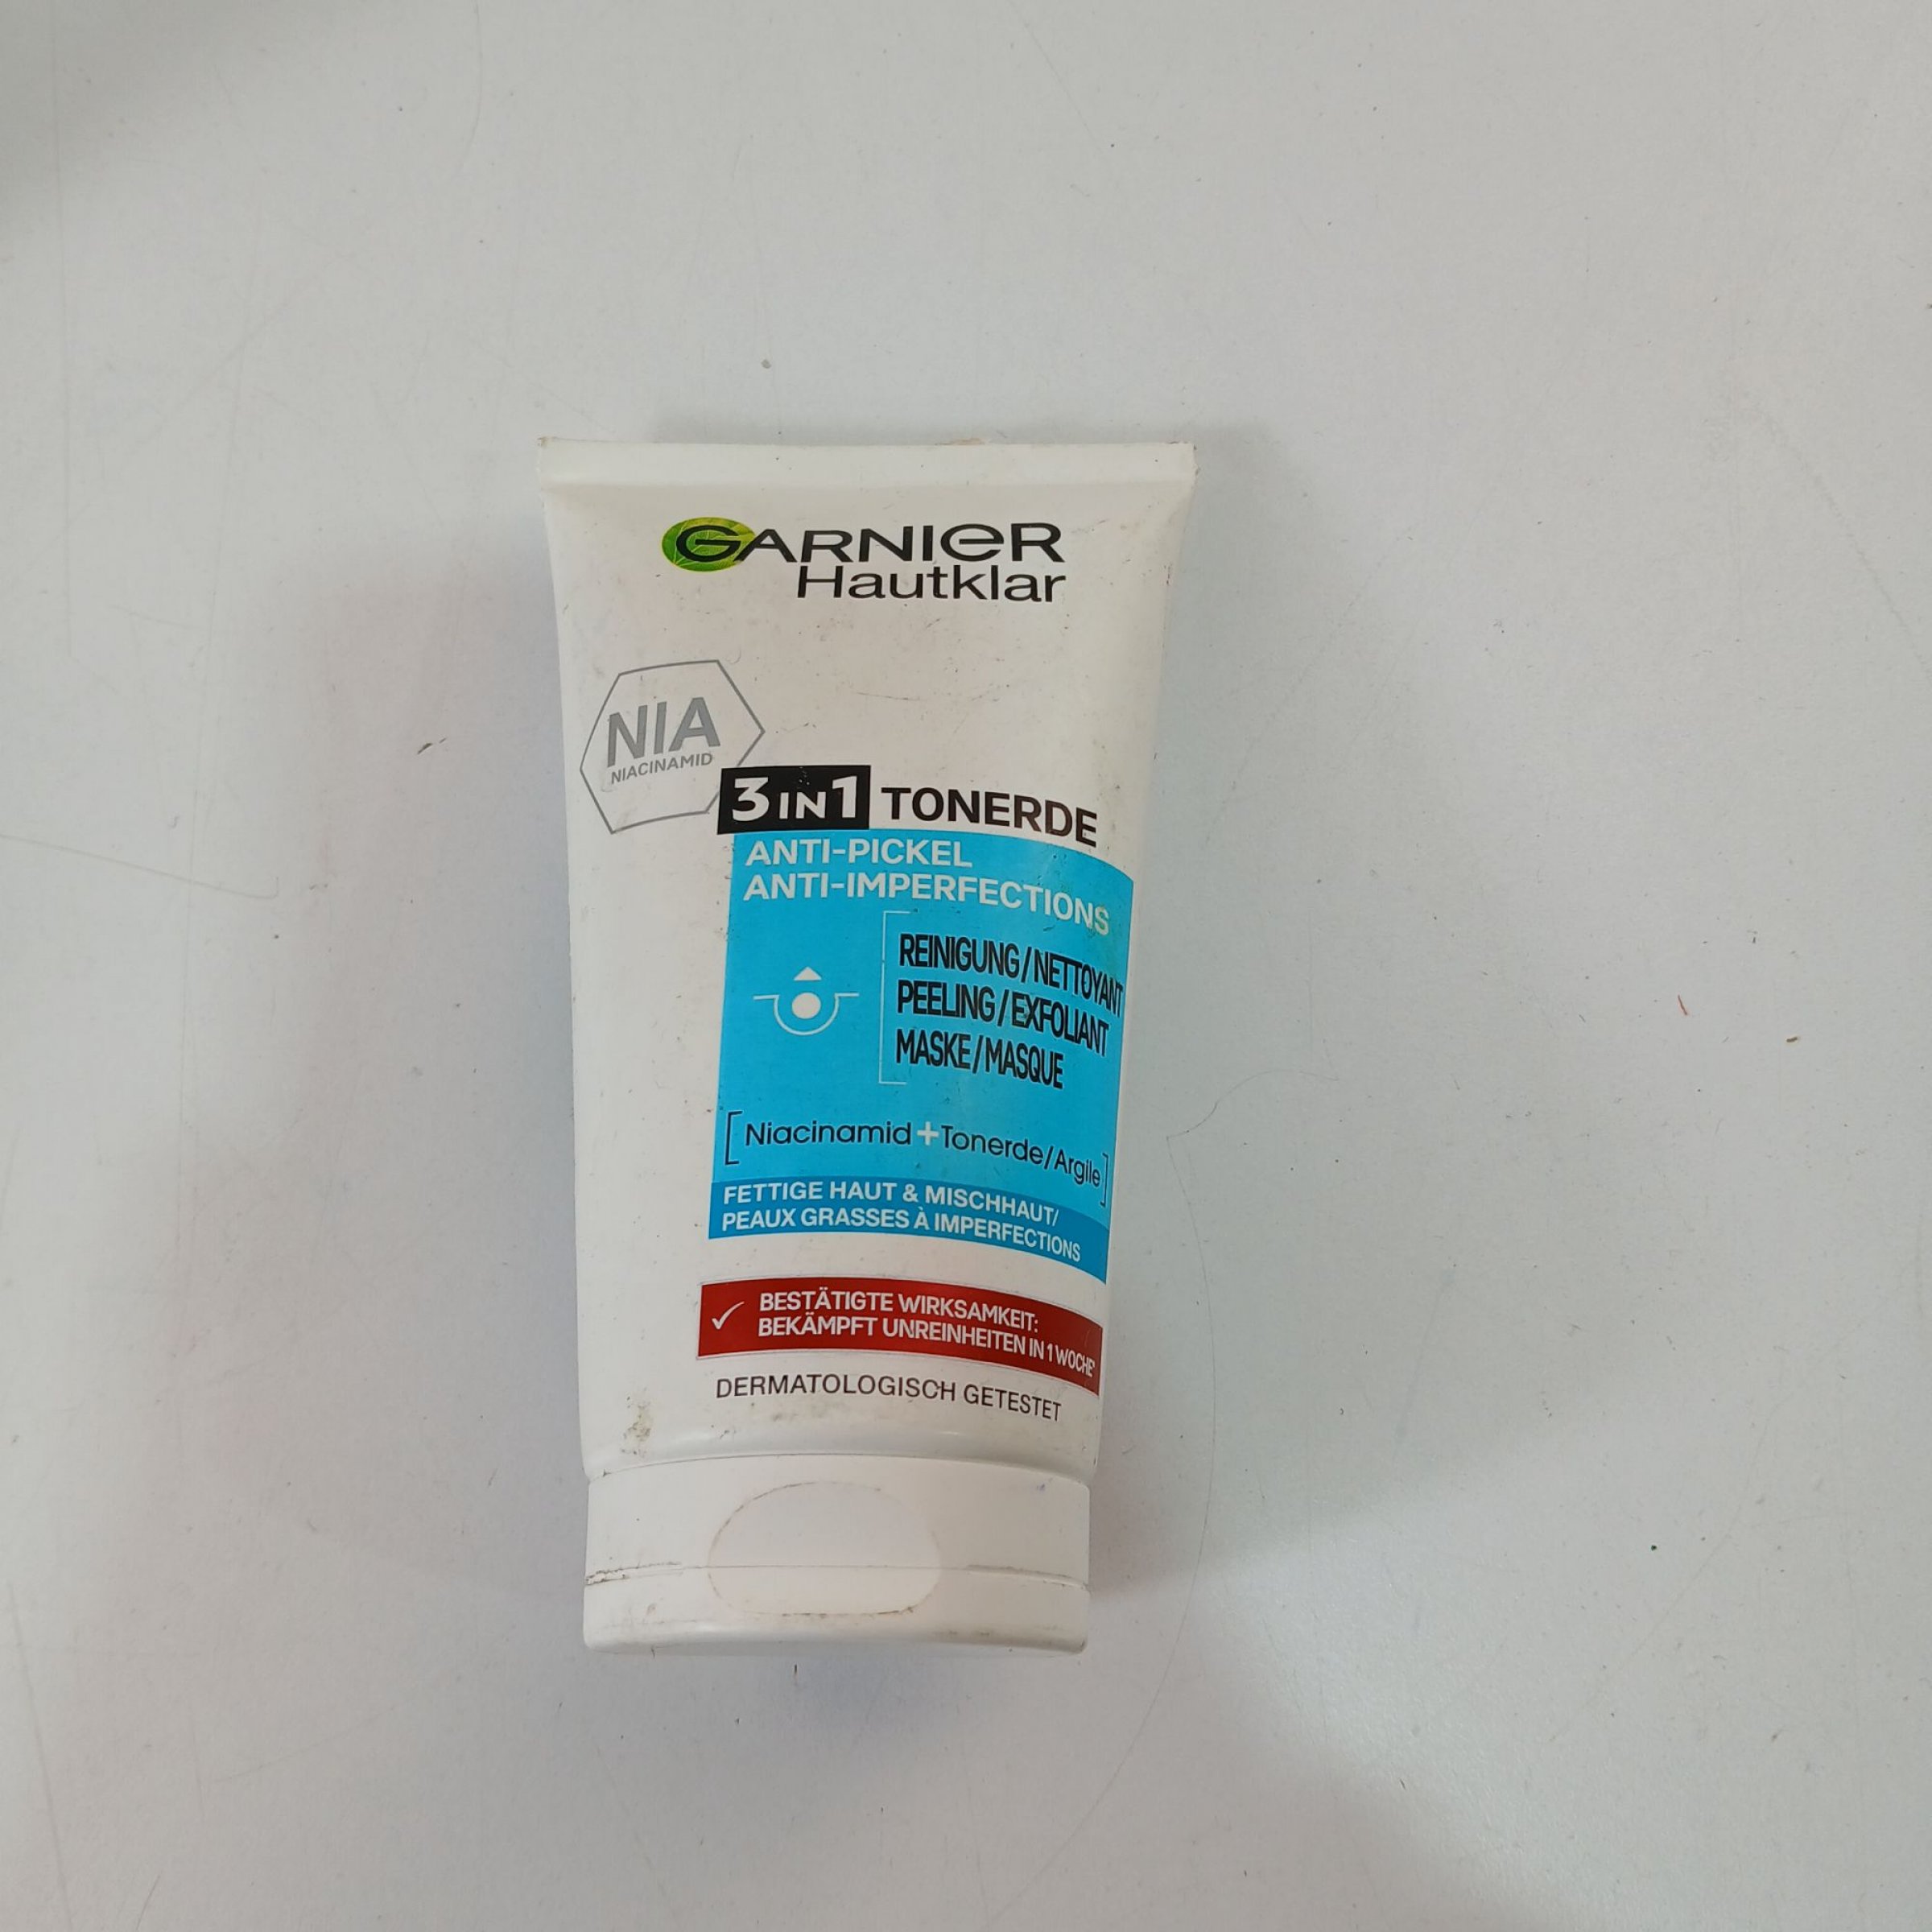 GARNIER
Hautklar
NIA
NIACINAMID
3 IN 1 TONERDE
ANTI-PICKEL
ANTI-IMPERFECTIONS
REINIGUNG/NETTOYANT
PEELING/EXFOLIANT
MASKE/MASQUE
[Niacinamid+Tonerde/Argile]
FETTIGE HAUT & MISCHHAUT/
PEAUX GRASSES À IMPERFECTIONS
✓ BESTÄTIGTE WIRKSAMKEIT:
BEKÄMPFT UNREINHEITEN IN 1 WOCHE*
DERMATOLOGISCH GETESTET